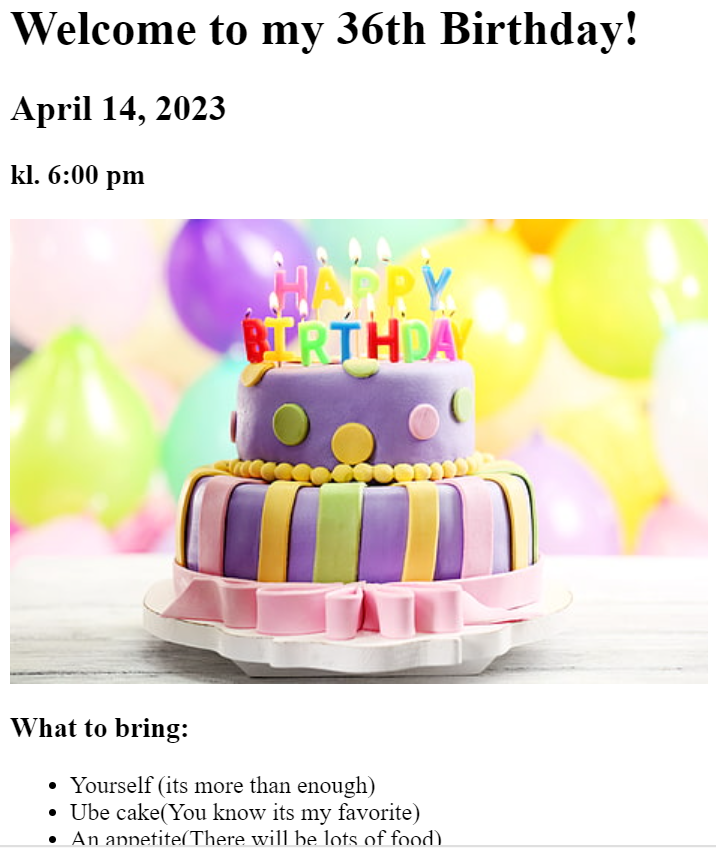 Welcome to my 36th Birthday!
April 14, 2023
kl. 6:00 pm
HAPPY
BIRTHDAY
What to bring:
Yourself (its more than enough)
Ube cake(You know its my favorite)
An appetite(There will be lots of food)